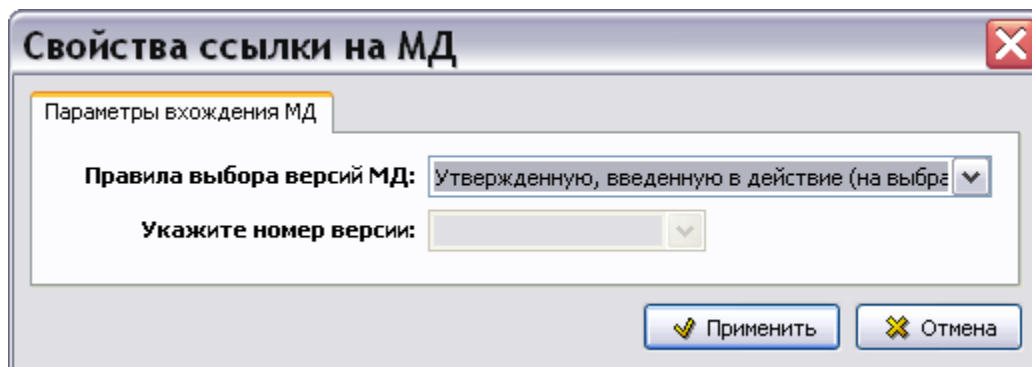 Свойства ссылки на МД
Параметры вхождения МД
Правила выбора версий МД: Утвержденную, введенную в действие (на выбра
Укажите номер версии:
Применить Отмена